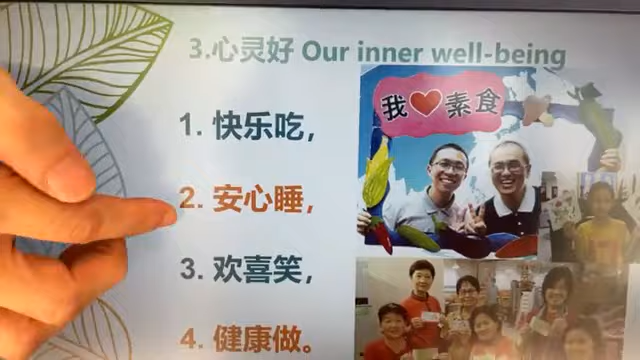 3.心灵好 Our inner well-being
1. 快乐吃,
2. 安心睡,
3. 欢喜笑,
4. 健康做。
我 素食